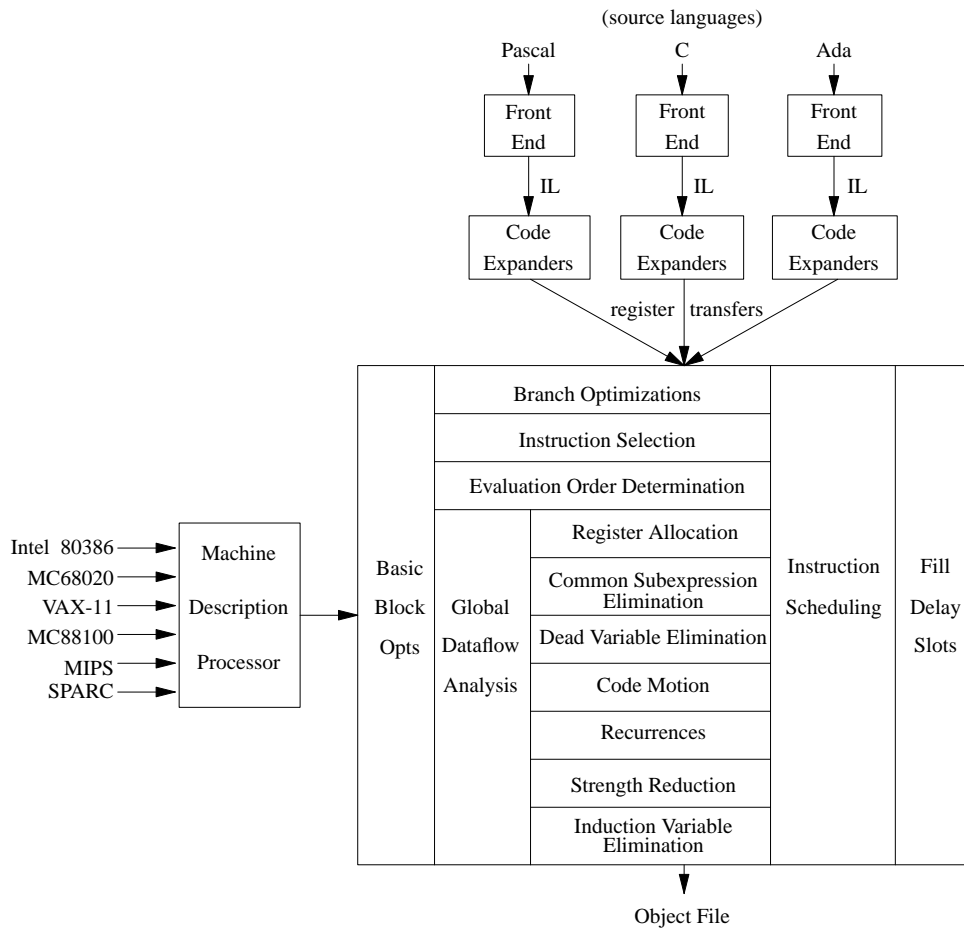 (source languages)
Pascal
C
Ada
Front
End
Front
End
Front
End
IL
IL
IL
Code
Expanders
Code
Expanders
Code
Expanders
register transfers
Branch Optimizations
Instruction Selection
Evaluation Order Determination
Intel 80386
MC68020
VAX-11
MC88100
MIPS
SPARC
Machine
Description
Processor
Basic
Block
Opts
Global
Dataflow
Analysis
Register Allocation
Common Subexpression
Elimination
Dead Variable Elimination
Code Motion
Recurrences
Strength Reduction
Induction Variable
Elimination
Instruction
Scheduling
Fill
Delay
Slots
Object File